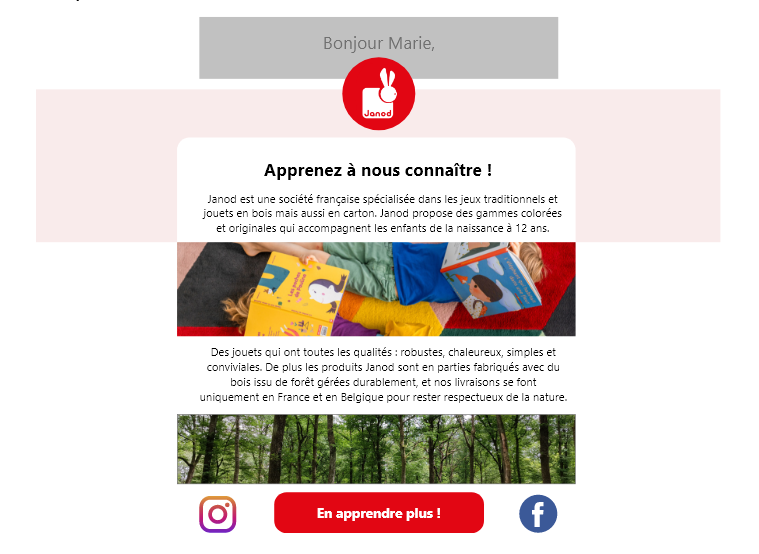 Bonjour Marie,
Janod
Apprenez à nous connaître !
Janod est une société française spécialisée dans les jeux traditionnels et
jouets en bois mais aussi en carton. Janod propose des gammes colorées
et originales qui accompagnent les enfants de la naissance à 12 ans.
Des jouets qui ont toutes les qualités : robustes, chaleureux, simples et
conviviales. De plus les produits Janod sont en parties fabriqués avec du
bois issu de forêt gérées durablement, et nos livraisons se font
uniquement en France et en Belgique pour rester respectueux de la nature.
En apprendre plus !